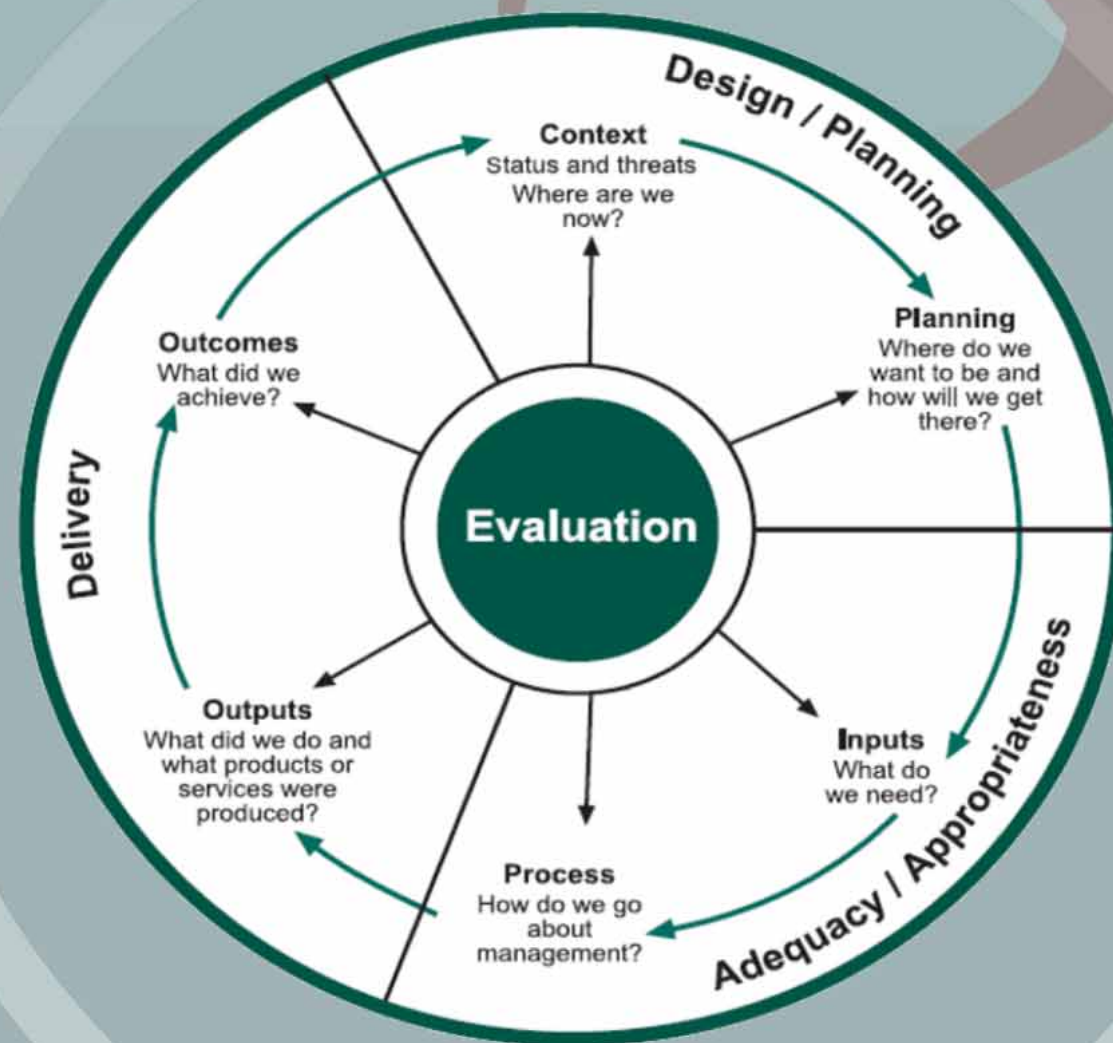 Design / Planning
Context
Status and threats
Where are we
now?
Planning
Where do we
want to be and
how will we get
there?
Outcomes
What did we
achieve?
Delivery
Evaluation
Outputs
What did we do and
what products or
services were
produced?
Inputs
What do
we need?
Process
How do we go
about
management?
Adequacy / Appropriateness